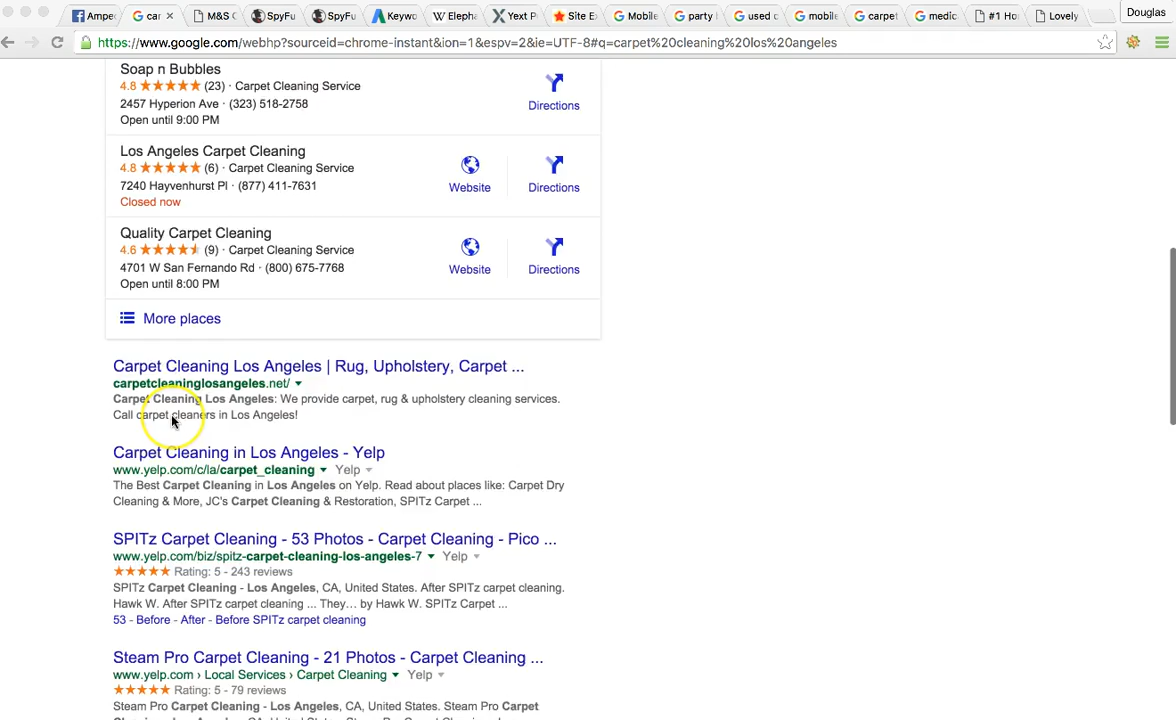 Ampe
car
M&S C
SpyFu
SpyFu
Keywo
Eleph
Yext P
Site E
Mobile
party
used c
mobile
carpet
medic
#1 Ho
Lovely
Douglas
https://www.google.com/webhp?sourceid=chrome-instant&ion=1&espv=2&ie=UTF-8#q=carpet%20cleaning%20los%20angeles
Soap n Bubbles
4.8 ★★★★★ (23) · Carpet Cleaning Service
2457 Hyperion Ave · (323) 518-2758
Open until 9:00 PM
Directions
Los Angeles Carpet Cleaning
4.8 ★★★★★ (6) · Carpet Cleaning Service
7240 Hayvenhurst Pl · (877) 411-7631
Closed now
Website
Directions
Quality Carpet Cleaning
4.6 ★★★★★ (9) · Carpet Cleaning Service
4701 W San Fernando Rd · (800) 675-7768
Open until 8:00 PM
Website
Directions
More places
Carpet Cleaning Los Angeles | Rug, Upholstery, Carpet ...
carpetcleaninglosangeles.net/
Carpet Cleaning Los Angeles: We provide carpet, rug & upholstery cleaning services.
Call carpet cleaners in Los Angeles!
Carpet Cleaning in Los Angeles - Yelp
www.yelp.com/c/la/carpet_cleaning Yelp
The Best Carpet Cleaning in Los Angeles on Yelp. Read about places like: Carpet Dry
Cleaning & More, JC's Carpet Cleaning & Restoration, SPITz Carpet ...
SPITz Carpet Cleaning - 53 Photos - Carpet Cleaning - Pico ...
www.yelp.com/biz/spitz-carpet-cleaning-los-angeles-7 Yelp
★★★★★ Rating: 5 - 243 reviews
SPITz Carpet Cleaning - Los Angeles, CA, United States. After SPITz carpet cleaning.
Hawk W. After SPITz carpet cleaning ... They… by Hawk W. SPITz Carpet ...
53 - Before - After - Before SPITz carpet cleaning
Steam Pro Carpet Cleaning - 21 Photos - Carpet Cleaning ...
www.yelp.com › Local Services › Carpet Cleaning Yelp
★★★★★ Rating: 5 - 79 reviews
Steam Pro Carpet Cleaning - Los Angeles, CA, United States. Steam Pro Carpet